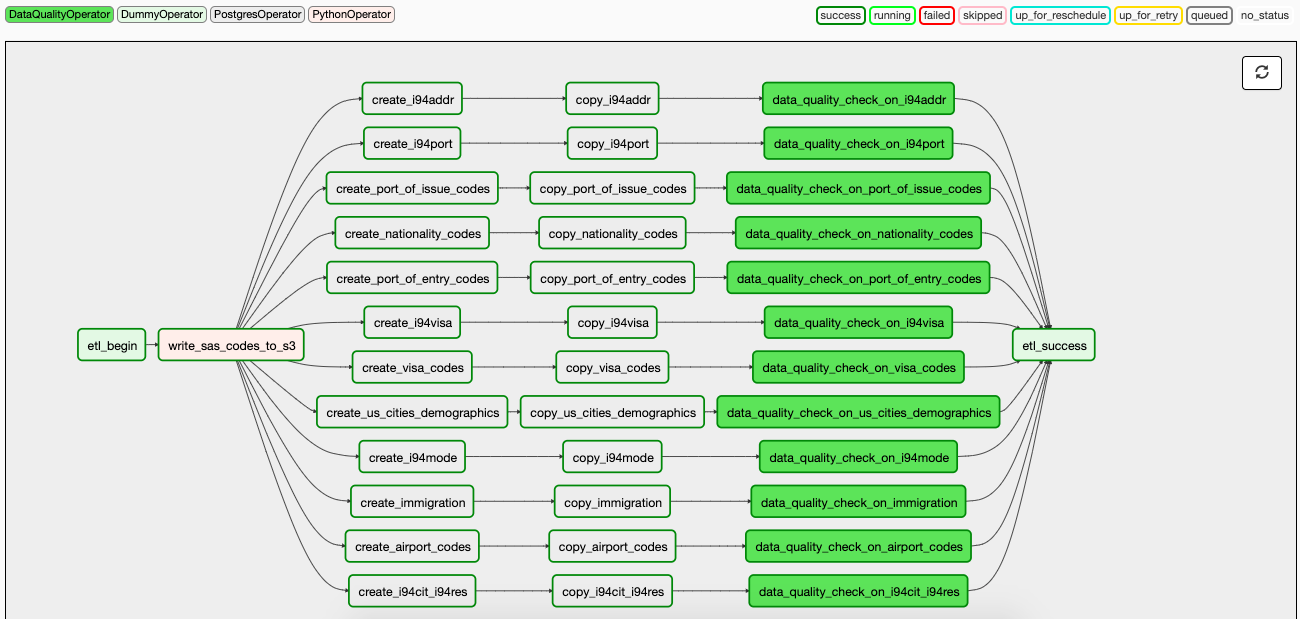 DataQualityOperator DummyOperator PostgresOperator PythonOperator success running failed skipped up_for_reschedule up_for_retry queued no_status
create_i94addr copy_i94addr data_quality_check_on_i94addr
create_i94port copy_i94port data_quality_check_on_i94port
create_port_of_issue_codes copy_port_of_issue_codes data_quality_check_on_port_of_issue_codes
create_nationality_codes copy_nationality_codes data_quality_check_on_nationality_codes
create_port_of_entry_codes copy_port_of_entry_codes data_quality_check_on_port_of_entry_codes
create_i94visa copy_i94visa data_quality_check_on_i94visa
etl_begin write_sas_codes_to_s3 etl_success
create_visa_codes copy_visa_codes data_quality_check_on_visa_codes
create_us_cities_demographics copy_us_cities_demographics data_quality_check_on_us_cities_demographics
create_i94mode copy_i94mode data_quality_check_on_i94mode
create_immigration copy_immigration data_quality_check_on_immigration
create_airport_codes copy_airport_codes data_quality_check_on_airport_codes
create_i94cit_i94res copy_i94cit_i94res data_quality_check_on_i94cit_i94res